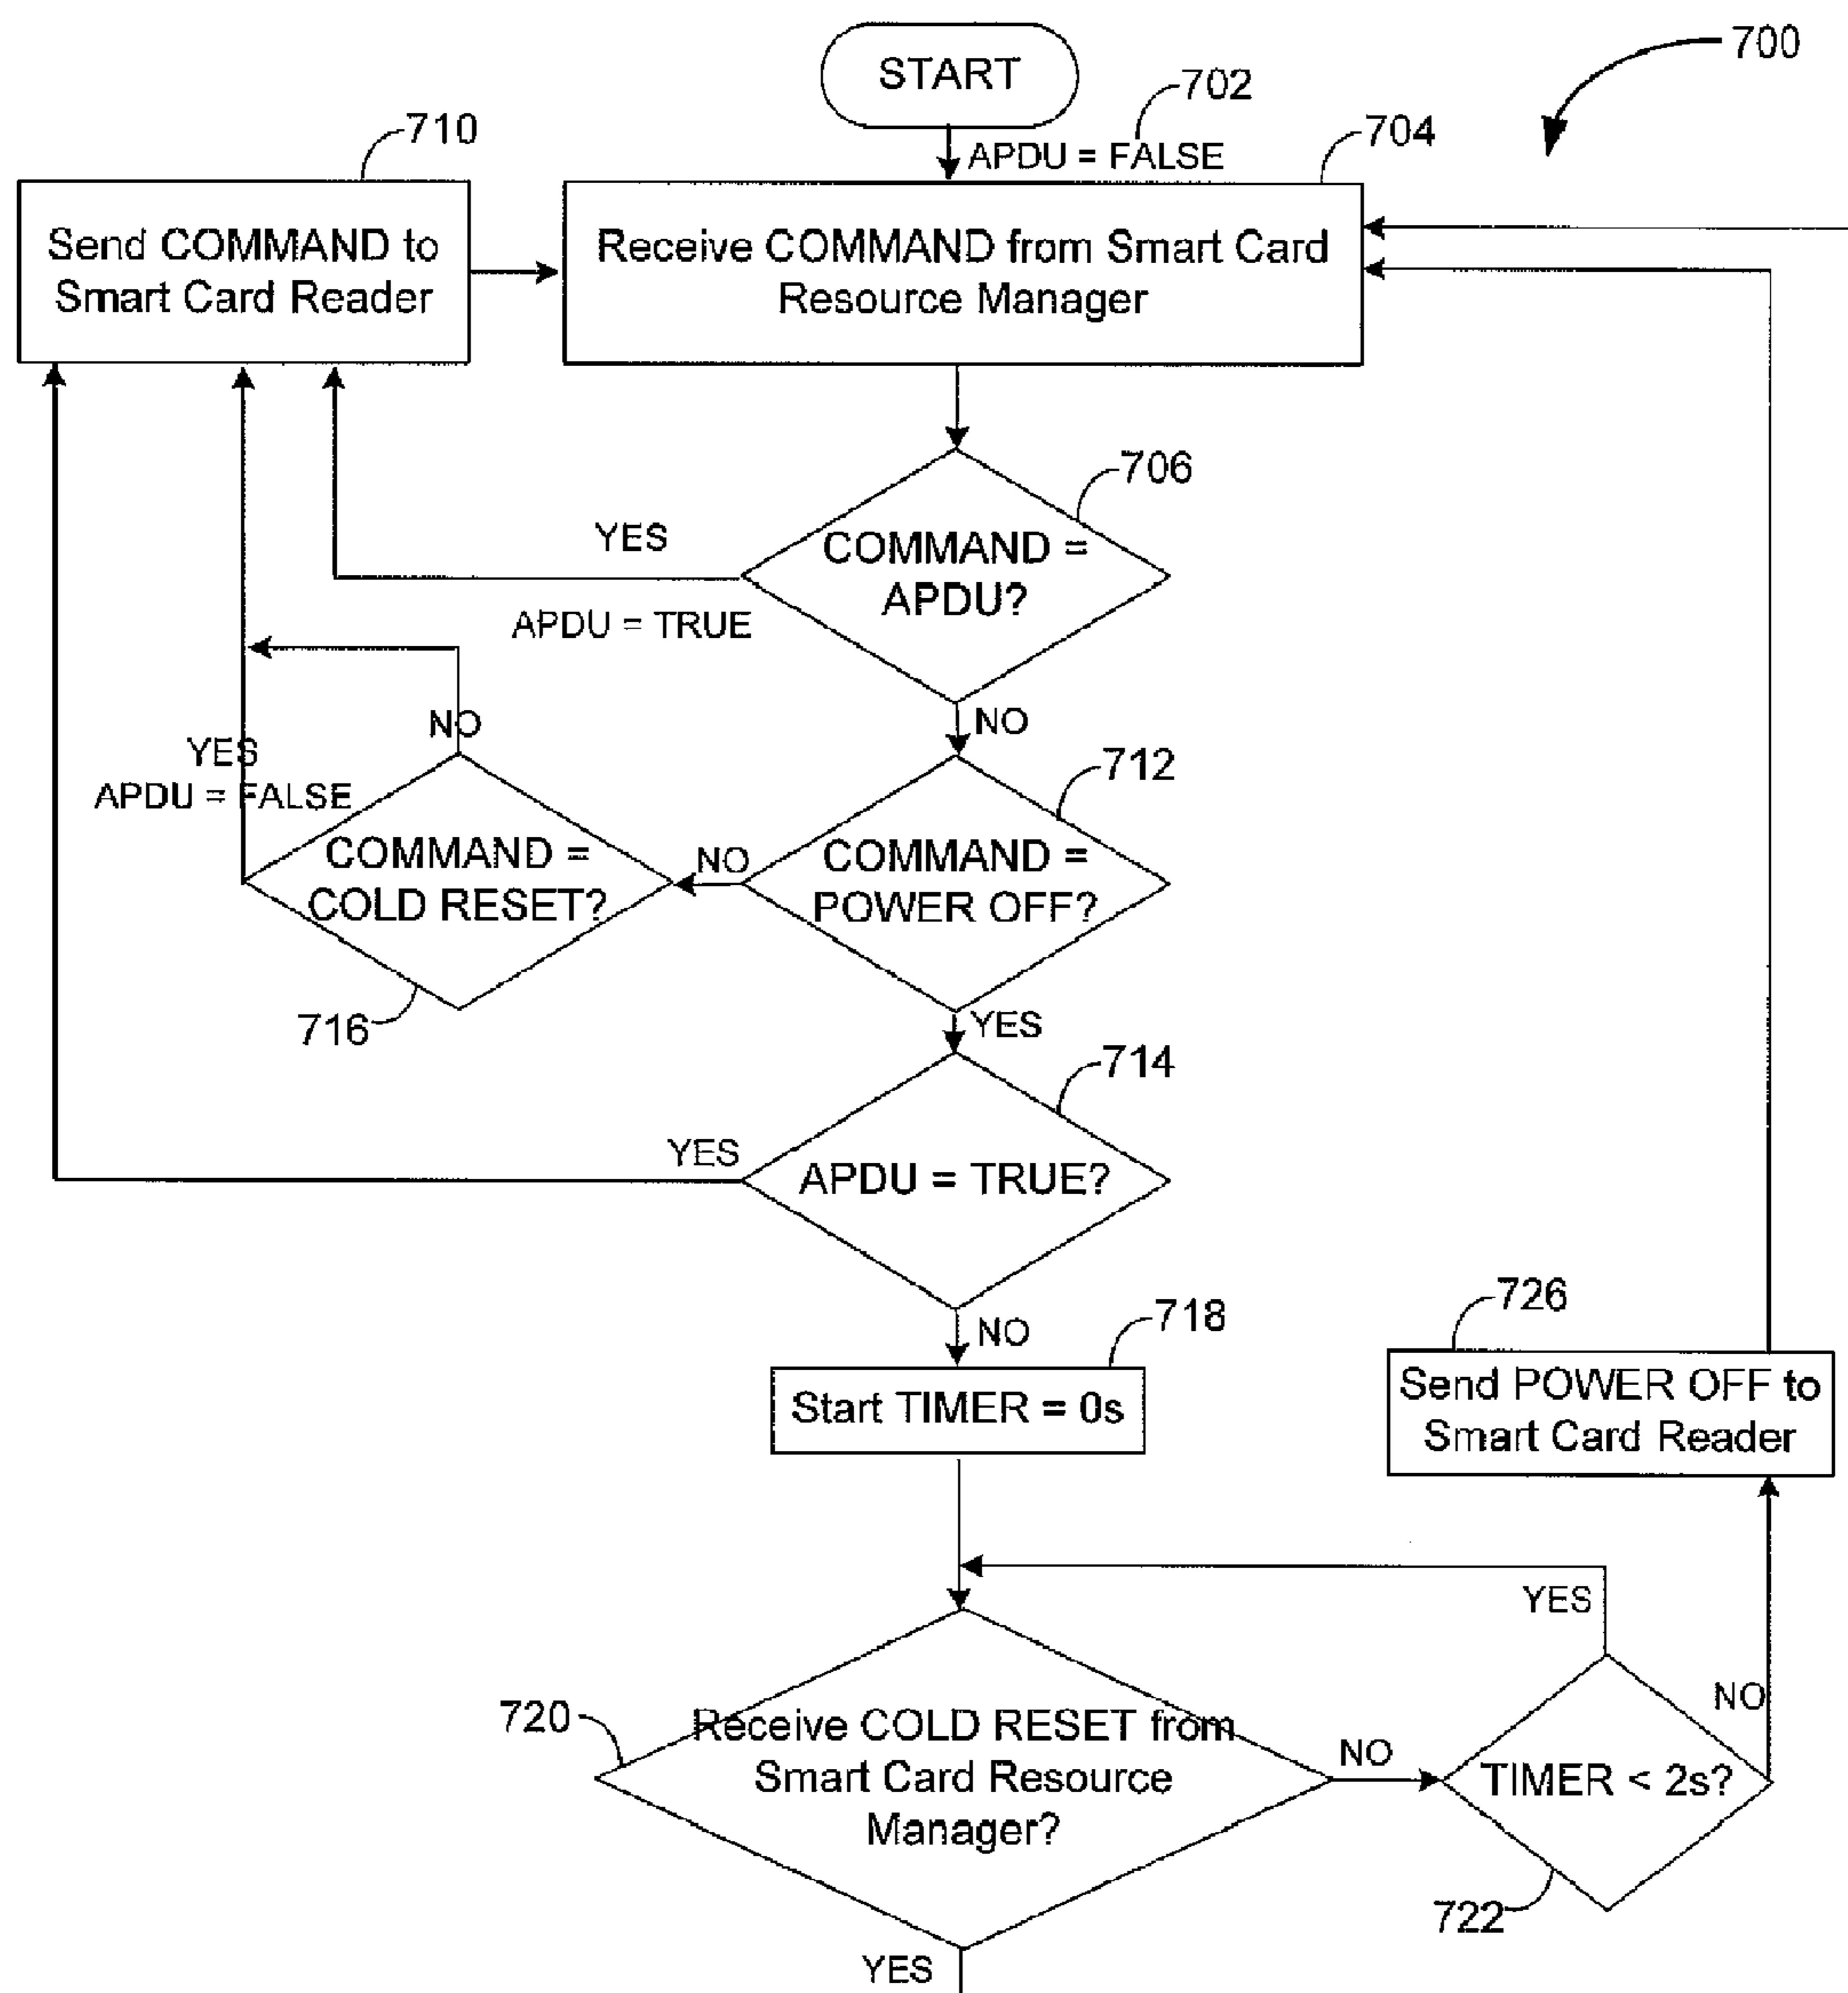 START
700
702
APDU = FALSE
704
710
Send COMMAND to
Smart Card Reader
Receive COMMAND from Smart Card
Resource Manager
706
COMMAND =
APDU?
YES
APDU = TRUE
NO
NO
YES
APDU = FALSE
712
COMMAND =
COLD RESET?
NO
COMMAND =
POWER OFF?
716
YES
714
YES
APDU = TRUE?
NO
718
Start TIMER = 0s
726
Send POWER OFF to
Smart Card Reader
YES
NO
720
Receive COLD RESET from
Smart Card Resource
Manager?
NO
TIMER < 2s?
722
YES